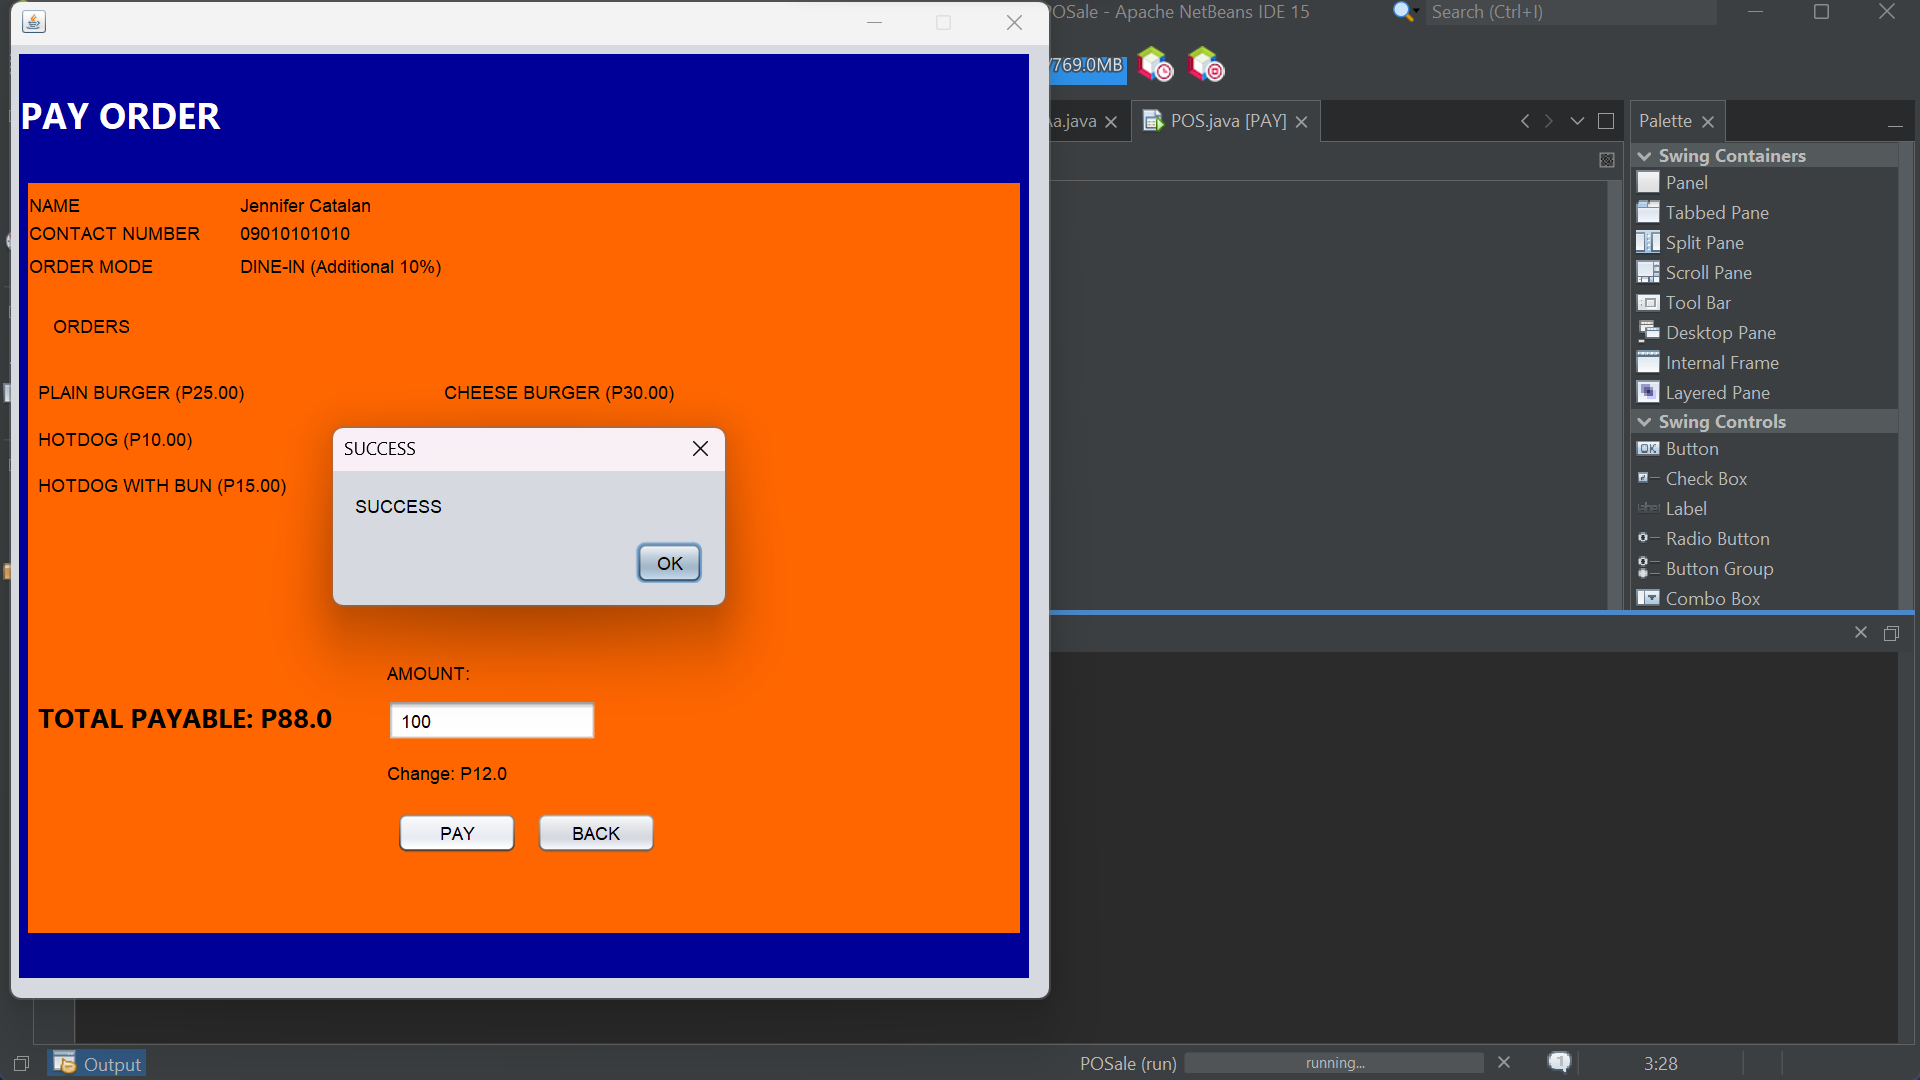 POSale - Apache NetBeans IDE 15
Search (Ctrl+I)
/769.0MB
PAY ORDER
a.java
POS.java [PAY]
Palette
Swing Containers
Panel
Tabbed Pane
Split Pane
Scroll Pane
Tool Bar
Desktop Pane
Internal Frame
Layered Pane
Swing Controls
Button
Check Box
Label
Radio Button
Button Group
Combo Box
NAME Jennifer Catalan
CONTACT NUMBER 09010101010
ORDER MODE DINE-IN (Additional 10%)
ORDERS
PLAIN BURGER (P25.00) CHEESE BURGER (P30.00)
HOTDOG (P10.00)
HOTDOG WITH BUN (P15.00)
SUCCESS
SUCCESS
OK
AMOUNT:
TOTAL PAYABLE: P88.0 100
Change: P12.0
PAY BACK
Output POSale (run) running... 1 3:28